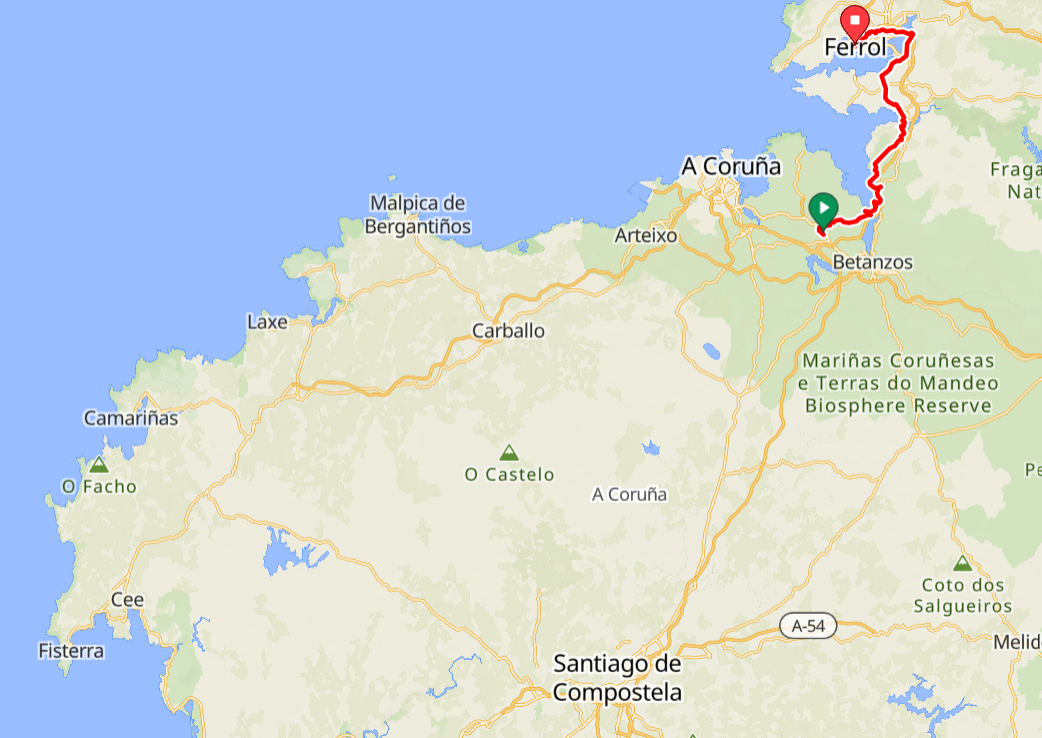 Ferrol
A Coruña
Fraga
Nat
Malpica de
Bergantiños
Arteixo
Betanzos
Laxe
Carballo
Mariñas Coruñesas
e Terras do Mandeo
Biosphere Reserve
Camariñas
O Facho
O Castelo
Pe
A Coruña
Coto dos
Salgueiros
Cee
A-54
Melid
Fisterra
Santiago de
Compostela